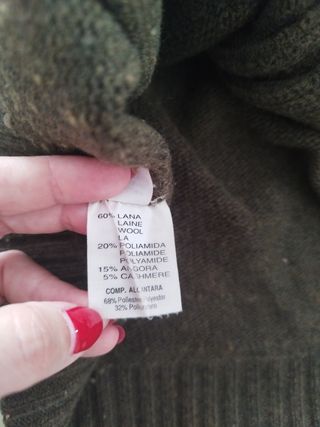 60% LANA
LAINE
WOOL
LA
20% POLIAMIDA
POLIAMIDE
POLYAMIDE
15% ANGORA
5% CASHMERE
COMP. ALCANTARA
68% Poliester Polyester
32%